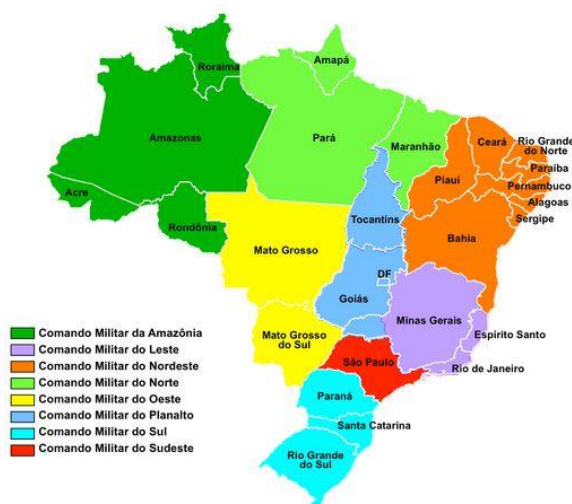 Roraima
Amapá
Amazonas
Pará
Maranhão
Ceará
Rio Grande
do Norte
Paraíba
Piauí
Pernambuco
Alagoas
Sergipe
Acre
Rondônia
Tocantins
Bahia
Mato Grosso
DF
Goiás
Minas Gerais
Espírito Santo
Mato Grosso
do Sul
São Paulo
Rio de Janeiro
Paraná
Santa Catarina
Rio Grande
do Sul
Comando Militar da Amazônia
Comando Militar do Leste
Comando Militar do Nordeste
Comando Militar do Norte
Comando Militar do Oeste
Comando Militar do Planalto
Comando Militar do Sul
Comando Militar do Sudeste